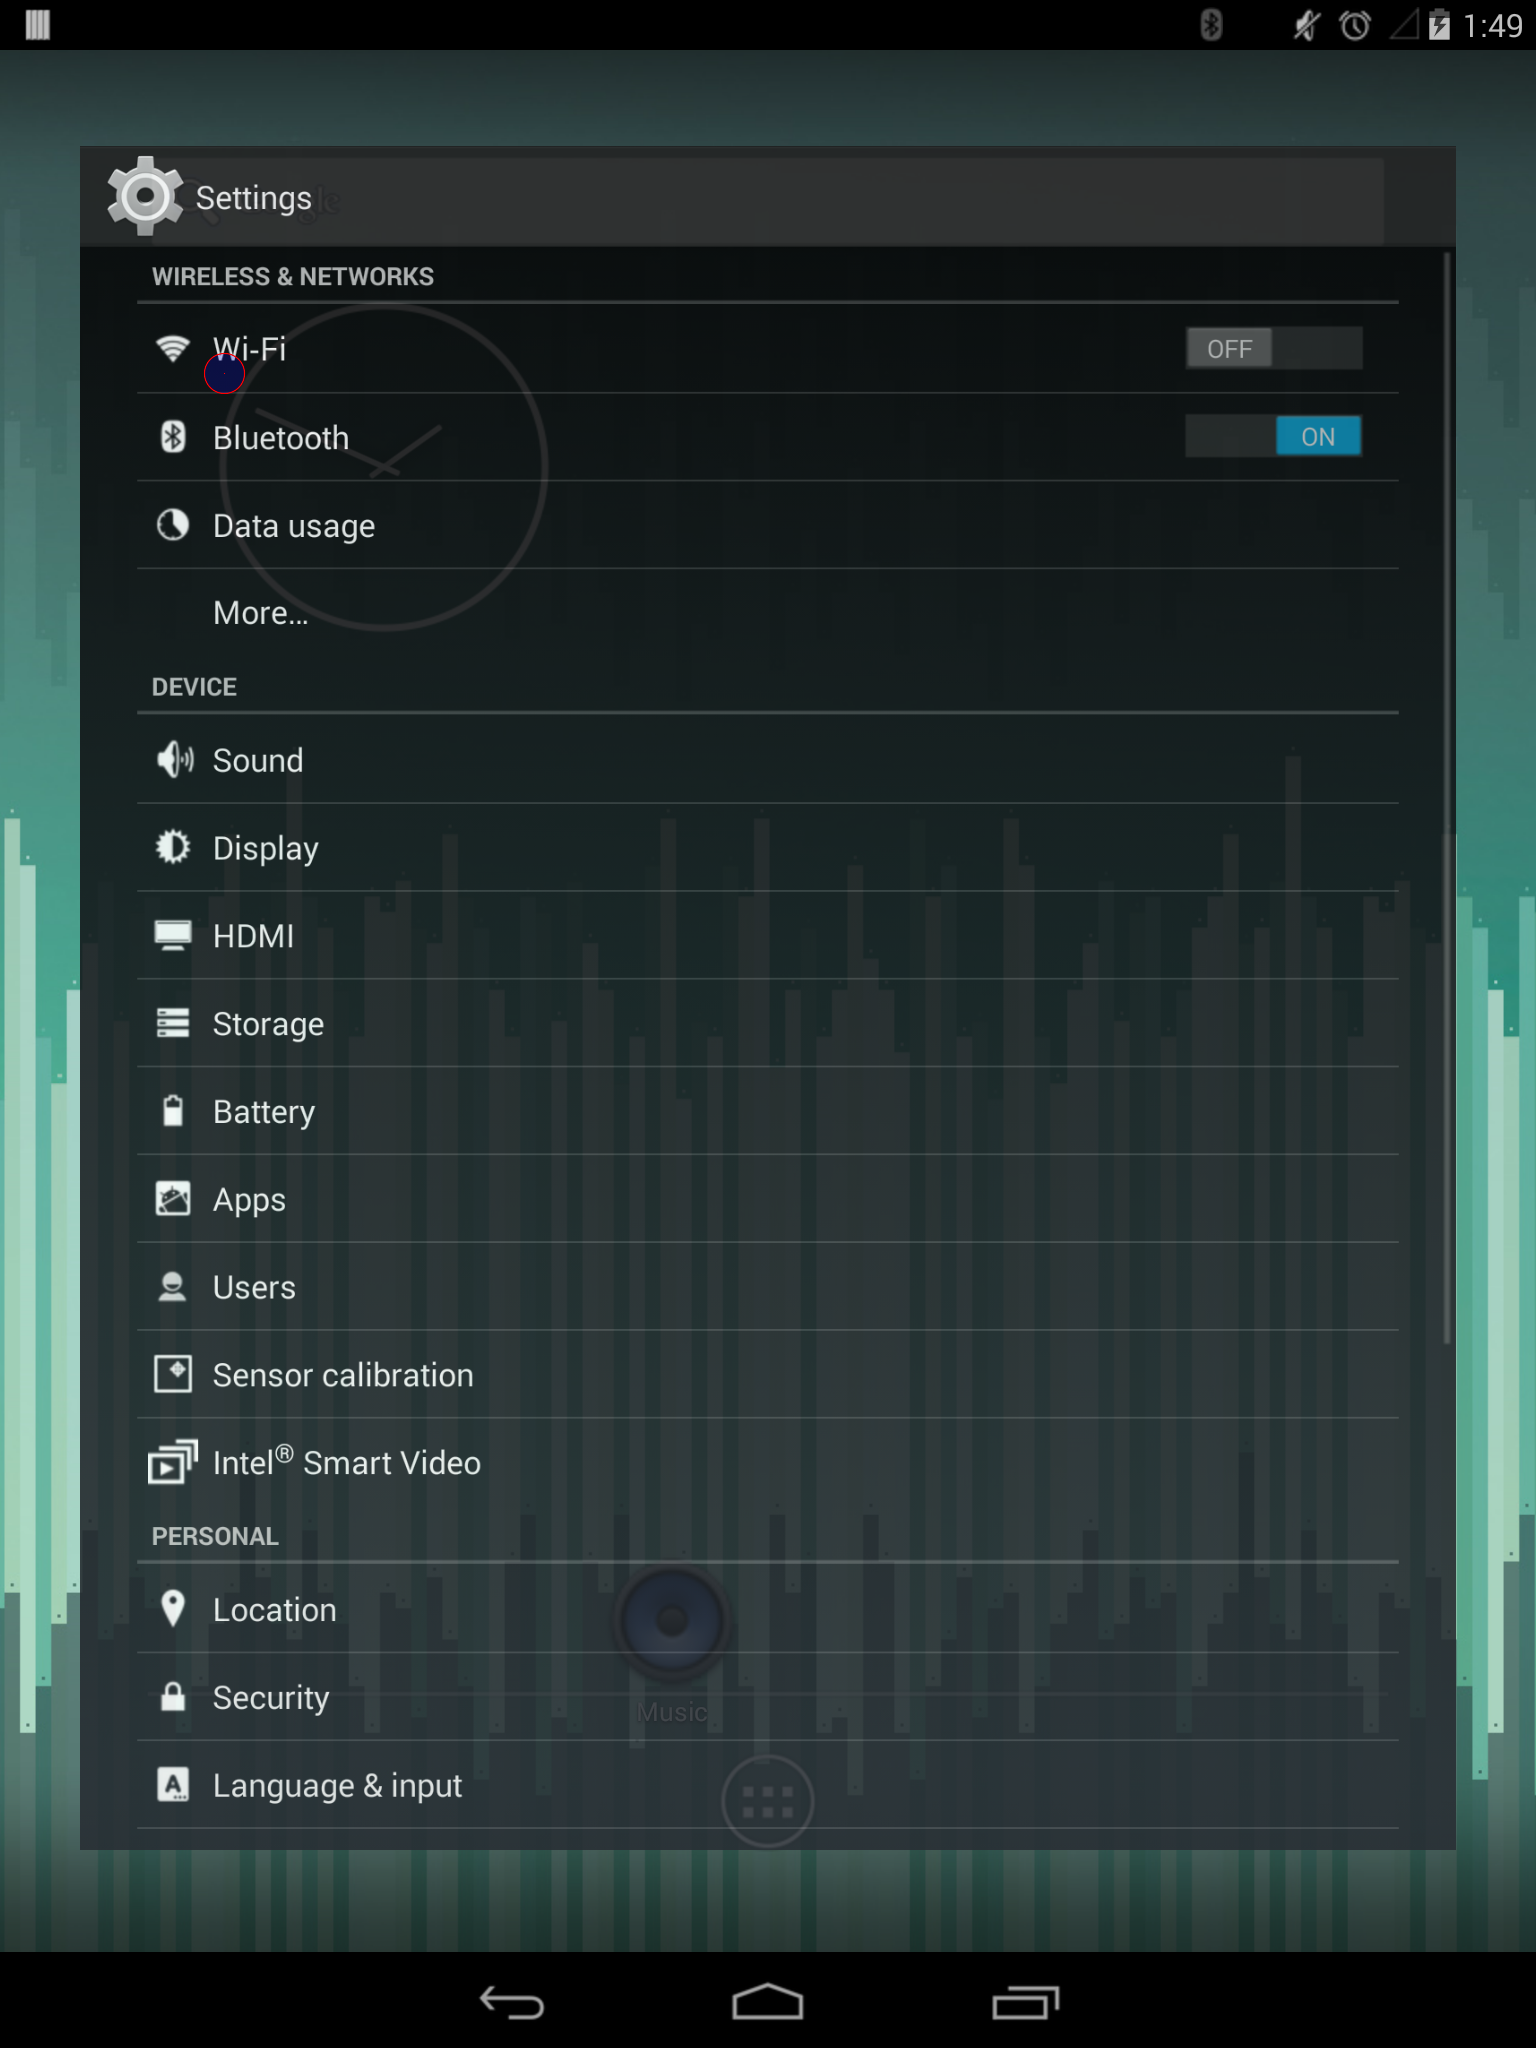 1:49
Settings
WIRELESS & NETWORKS
Wi-Fi OFF
Bluetooth ON
Data usage
More...
DEVICE
Sound
Display
HDMI
Storage
Battery
Apps
Users
Sensor calibration
Intel® Smart Video
PERSONAL
Location
Security
Music
Language & input